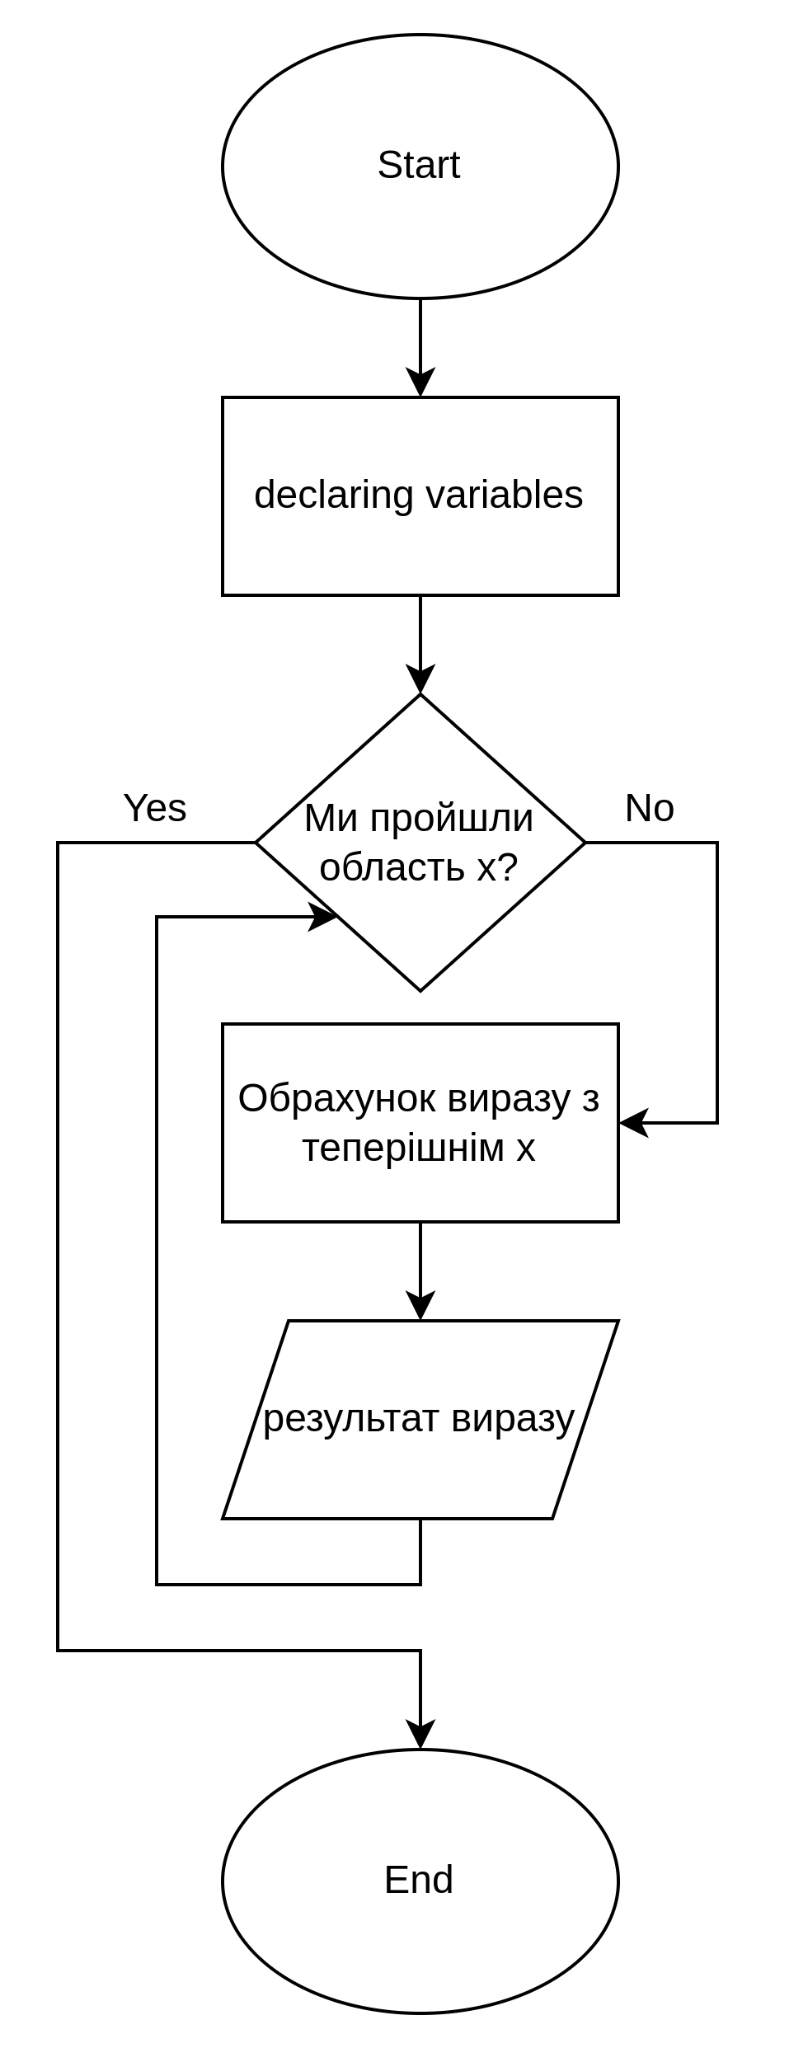 Start
declaring variables
Yes
No
Ми пройшли
область x?
Обрахунок виразу з
теперішнім x
результат виразу
End